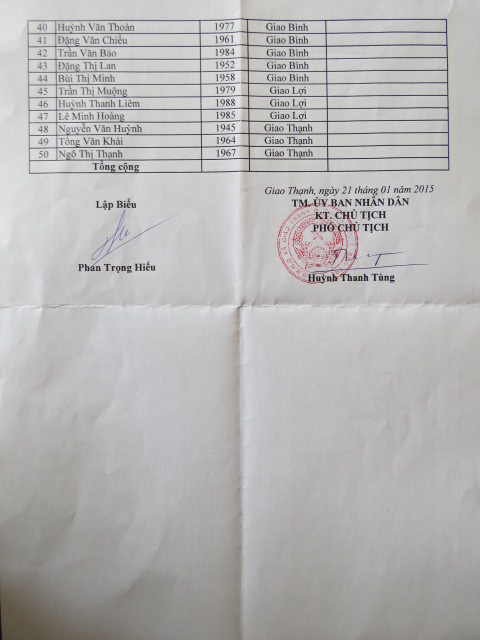 40 Huỳnh Văn Thoàn 1977 Giao Bình
41 Đặng Văn Chiều 1961 Giao Bình
42 Trần Văn Bảo 1984 Giao Bình
43 Đặng Thị Lan 1952 Giao Bình
44 Bùi Thị Minh 1958 Giao Bình
45 Trần Thị Muộng 1979 Giao Lợi
46 Huỳnh Thanh Liêm 1988 Giao Lợi
47 Lê Minh Hoàng 1985 Giao Lợi
48 Nguyễn Văn Huỳnh 1945 Giao Thạnh
49 Tống Văn Khải 1964 Giao Thạnh
50 Ngô Thị Thạnh 1967 Giao Thạnh
Tổng cộng
Giao Thạnh, ngày 21 tháng 01 năm 2015
Lập Biểu
TM. ỦY BAN NHÂN DÂN
KT. CHỦ TỊCH
PHÓ CHỦ TỊCH
Phan Trọng Hiếu
Huỳnh Thanh Tùng